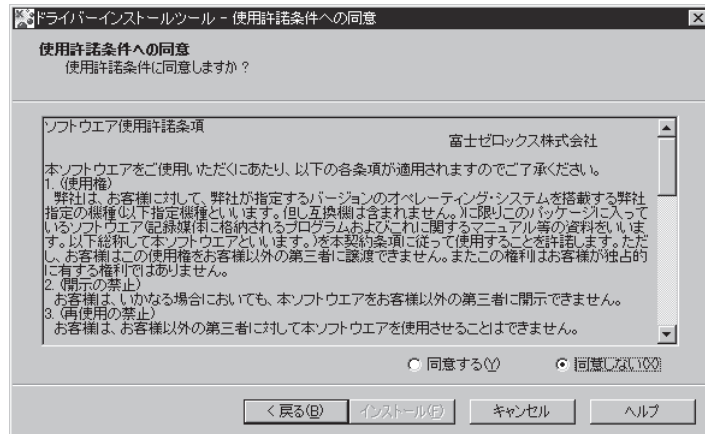 ドライバーインストールツール - 使用許諾条件への同意
使用許諾条件への同意
使用許諾条件に同意しますか？
ソフトウエア使用許諾条項
富士ゼロックス株式会社
本ソフトウエアをご使用いただくにあたり、以下の各条項が適用されますのでご了承ください。
1. (使用権)
弊社は、お客様に対して、弊社が指定するバージョンのオペレーティング・システムを搭載する弊社
指定の機種(以下指定機種といいます。(但し互換機は含まれません。)に限りこのパッケージに入って
いるソフトウエア(記録媒体に格納されるプログラムおよびこれに関するマニュアル等の資料をいいま
す。以下総称して本ソフトウエアといいます。)を本契約条項に従って使用することを許諾します。ただ
し、お客様はこの使用権をお客様以外の第三者に譲渡できません。またこの権利はお客様が独占的
に有する権利ではありません。
2. (開示の禁止)
お客様は、いかなる場合においても、本ソフトウエアをお客様以外の第三者に開示できません。
3. (再使用の禁止)
お客様は、お客様以外の第三者に対して本ソフトウエアを使用させることはできません。
同意する(Y) 同意しない(X)
< 戻る(B) インストール(F) キャンセル ヘルプ